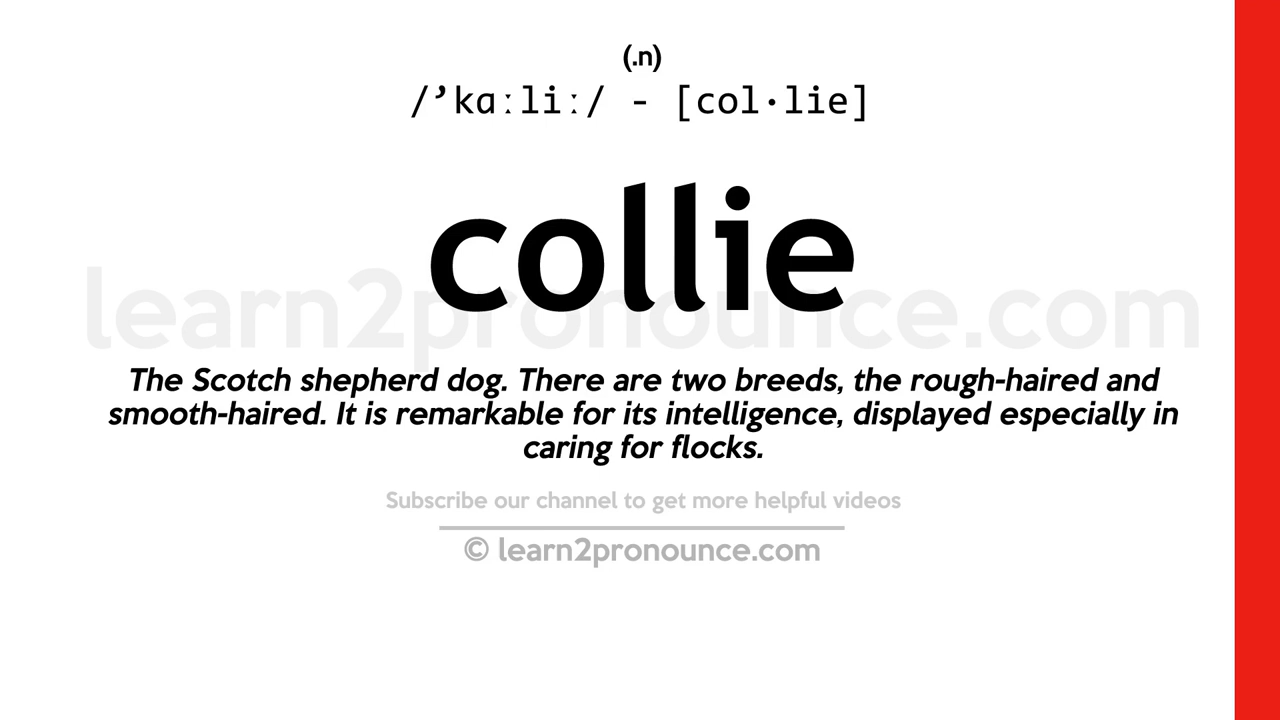 (.n)
/’kɑːliː/ - [col·lie]
collie
learn2pronounce.com
The Scotch shepherd dog. There are two breeds, the rough-haired and
smooth-haired. It is remarkable for its intelligence, displayed especially in
caring for flocks.
Subscribe our channel to get more helpful videos
© learn2pronounce.com